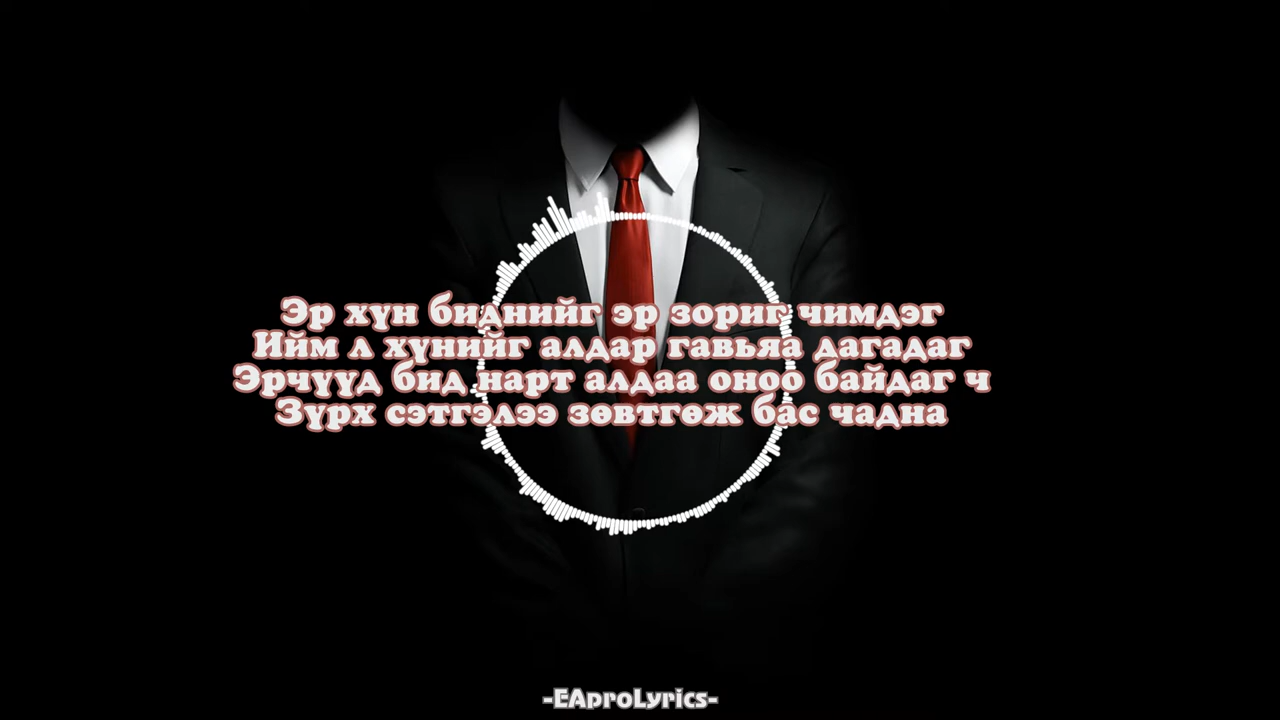 Эр хүн биднийг эр зориг чимдэг
Ийм л хүнийг алдар гавьяа дагадаг
Эрчүүд бид нарт алдаа оноо байдаг ч
Зүрх сэтгэлээ зөвтгөж бас чадна
-EAproLyrics-